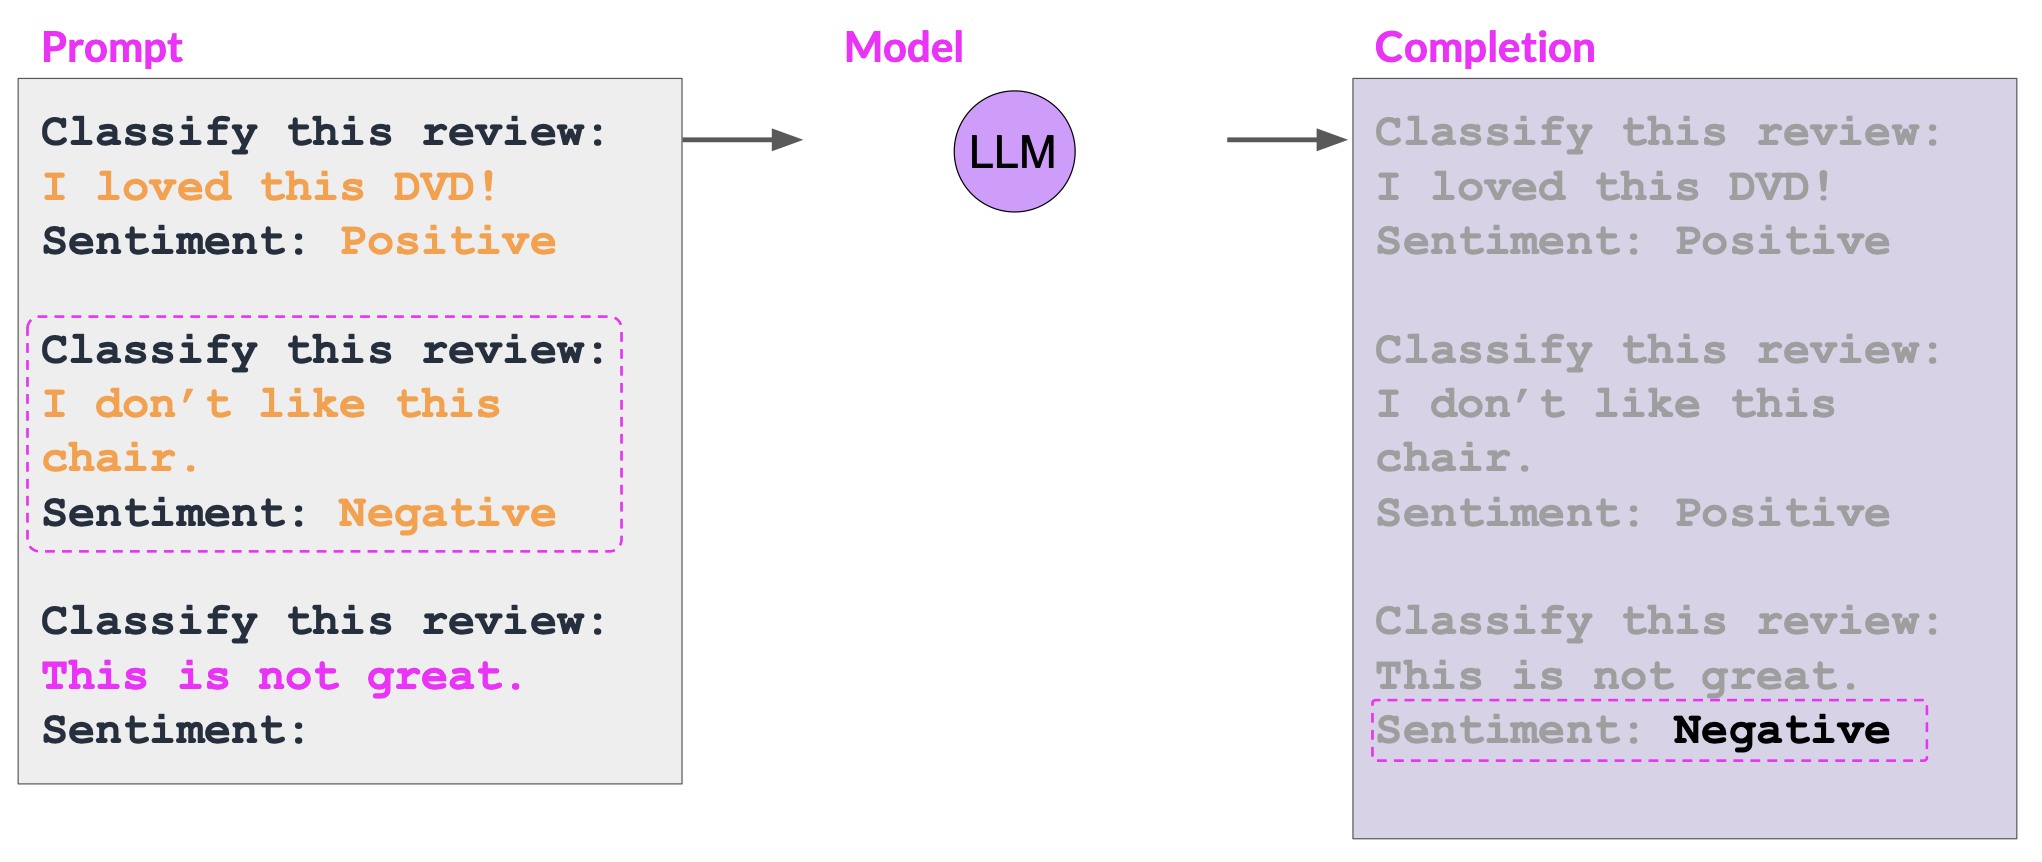 Prompt
Classify this review:
I loved this DVD!
Sentiment: Positive
Classify this review:
I don’t like this
chair.
Sentiment: Negative
Classify this review:
This is not great.
Sentiment:
Model
LLM
Completion
Classify this review:
I loved this DVD!
Sentiment: Positive
Classify this review:
I don’t like this
chair.
Sentiment: Positive
Classify this review:
This is not great.
Sentiment: Negative